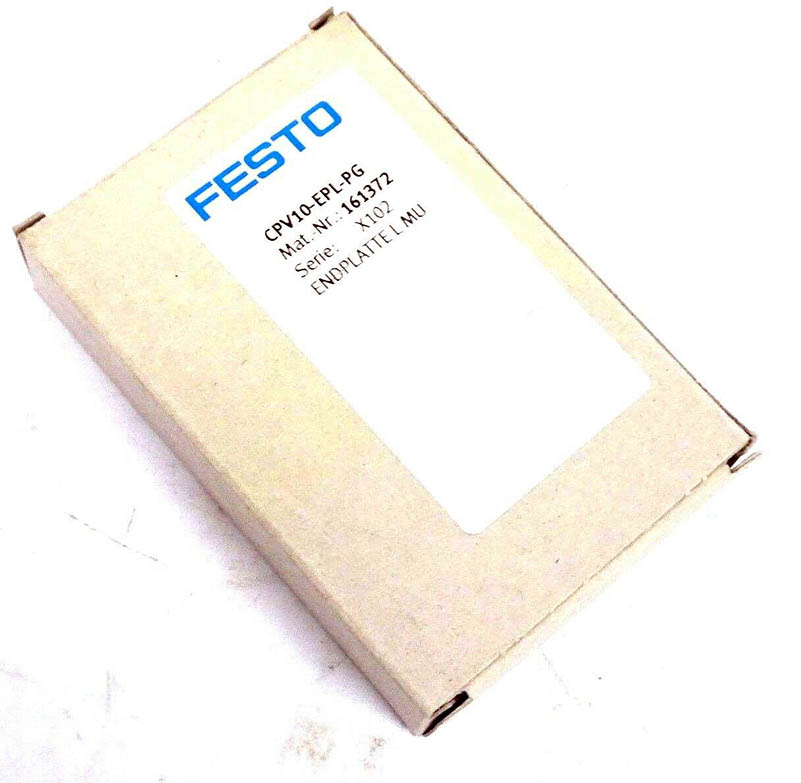 FESTO
CPV10-EPL-PG
Mat.-Nr.: 161372
Serie: X102
ENDPLATTE L MU